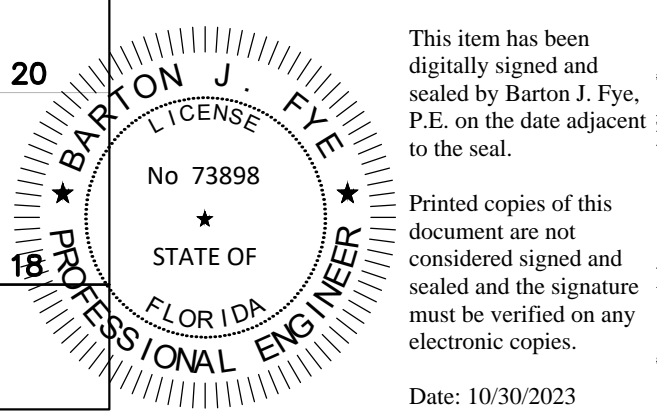 20
18
BARTON J. FYE
LICENSE
No 73898
STATE OF
FLORIDA
PROFESSIONAL ENGINEER
This item has been
digitally signed and
sealed by Barton J. Fye,
P.E. on the date adjacent
to the seal.
Printed copies of this
document are not
considered signed and
sealed and the signature
must be verified on any
electronic copies.
Date: 10/30/2023